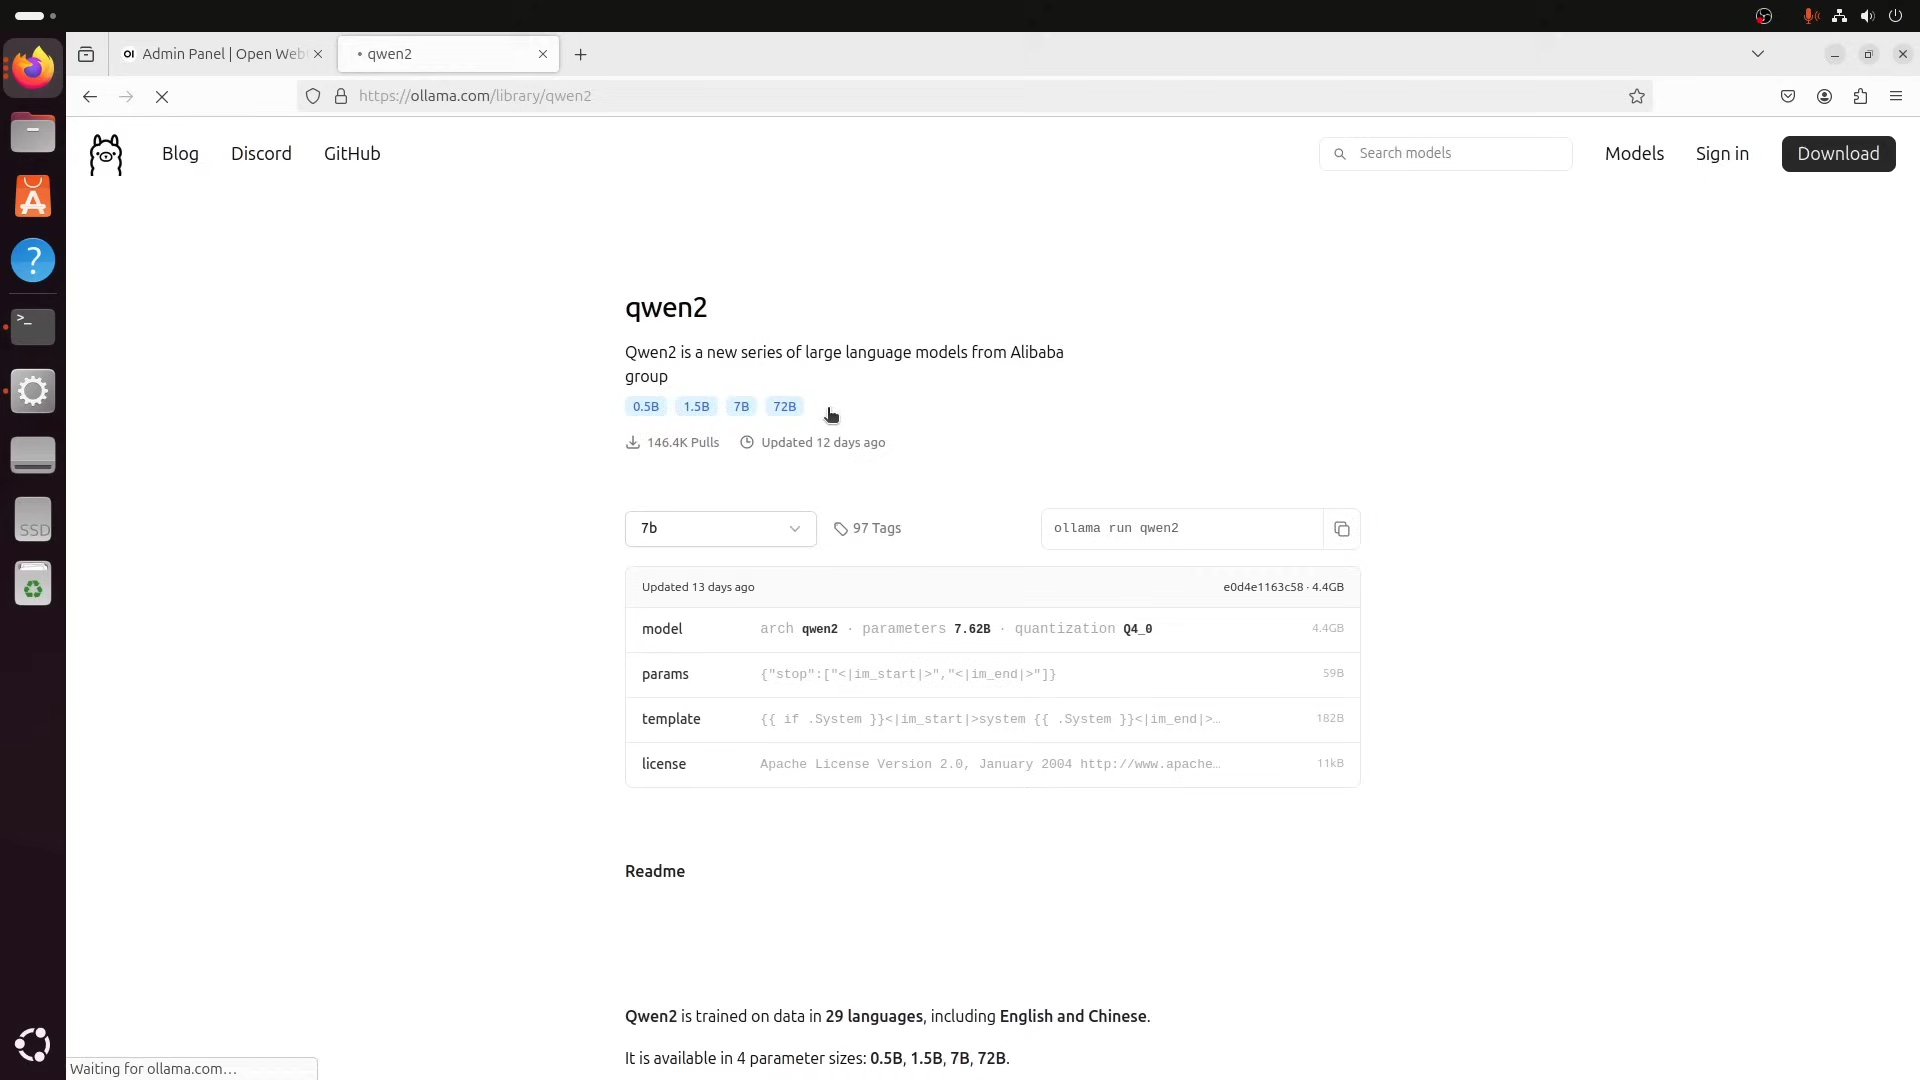 Admin Panel | Open Web
qwen2
https://ollama.com/library/qwen2
Blog
Discord
GitHub
Search models
Models
Sign in
Download
qwen2
Qwen2 is a new series of large language models from Alibaba
group
0.5B 1.5B 7B 72B
146.4K Pulls Updated 12 days ago
7b
97 Tags
ollama run qwen2
Updated 13 days ago
e0d4e1163c58 · 4.4GB
model arch qwen2 · parameters 7.62B · quantization Q4_0 4.4GB
params {"stop":["<|im_start|>","<|im_end|>"]} 59B
template {{ if .System }}<|im_start|>system {{ .System }}<|im_end|>… 182B
license Apache License Version 2.0, January 2004 http://www.apache… 11kB
Readme
Qwen2 is trained on data in 29 languages, including English and Chinese.
It is available in 4 parameter sizes: 0.5B, 1.5B, 7B, 72B.
Waiting for ollama.com…
SSD